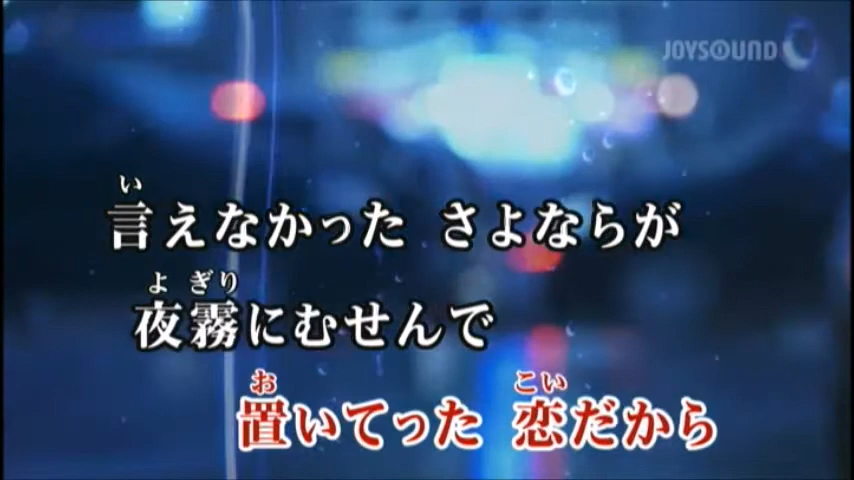 JOYSOUND
い
言えなかった さよならが
よ ぎり
夜霧にむせんで
お こい
置いてった 恋だから